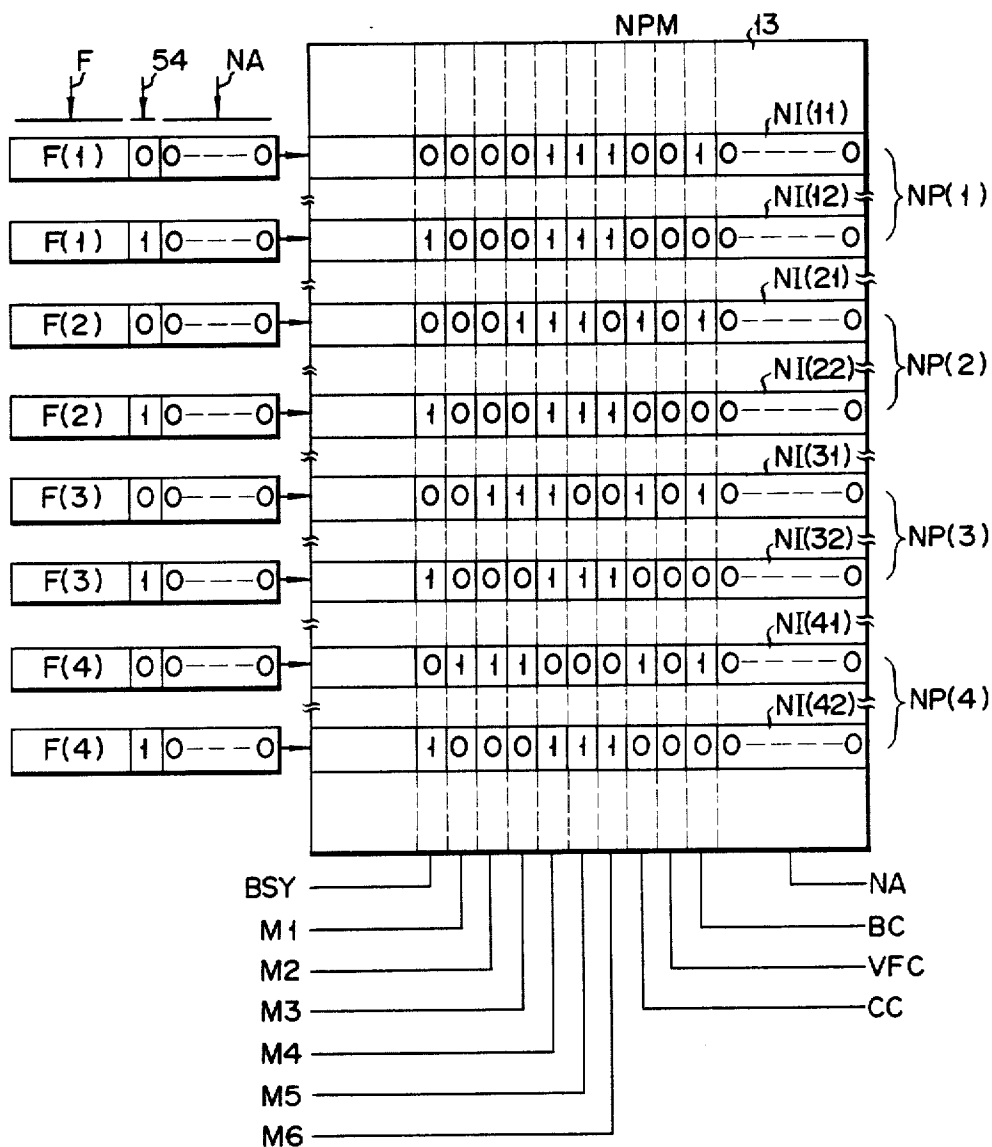 NPM 13
F 54 NA
NI(11)
F(1) 0 0----0 0 0 0 0 1 1 1 0 0 1 0-----0
NP(1)
NI(12)
F(1) 1 0----0 1 0 0 0 1 1 1 0 0 0 0-----0
NI(21)
F(2) 0 0----0 0 0 0 1 1 1 0 1 0 1 0-----0
NP(2)
NI(22)
F(2) 1 0----0 1 0 0 0 1 1 1 0 0 0 0-----0
NI(31)
F(3) 0 0----0 0 0 1 1 1 0 0 1 0 1 0-----0
NP(3)
NI(32)
F(3) 1 0----0 1 0 0 0 1 1 1 0 0 0 0-----0
NI(41)
F(4) 0 0----0 0 1 1 1 0 0 0 1 0 1 0-----0
NP(4)
NI(42)
F(4) 1 0----0 1 0 0 0 1 1 1 0 0 0 0-----0
BSY NA
M1 BC
M2 VFC
M3 CC
M4
M5
M6